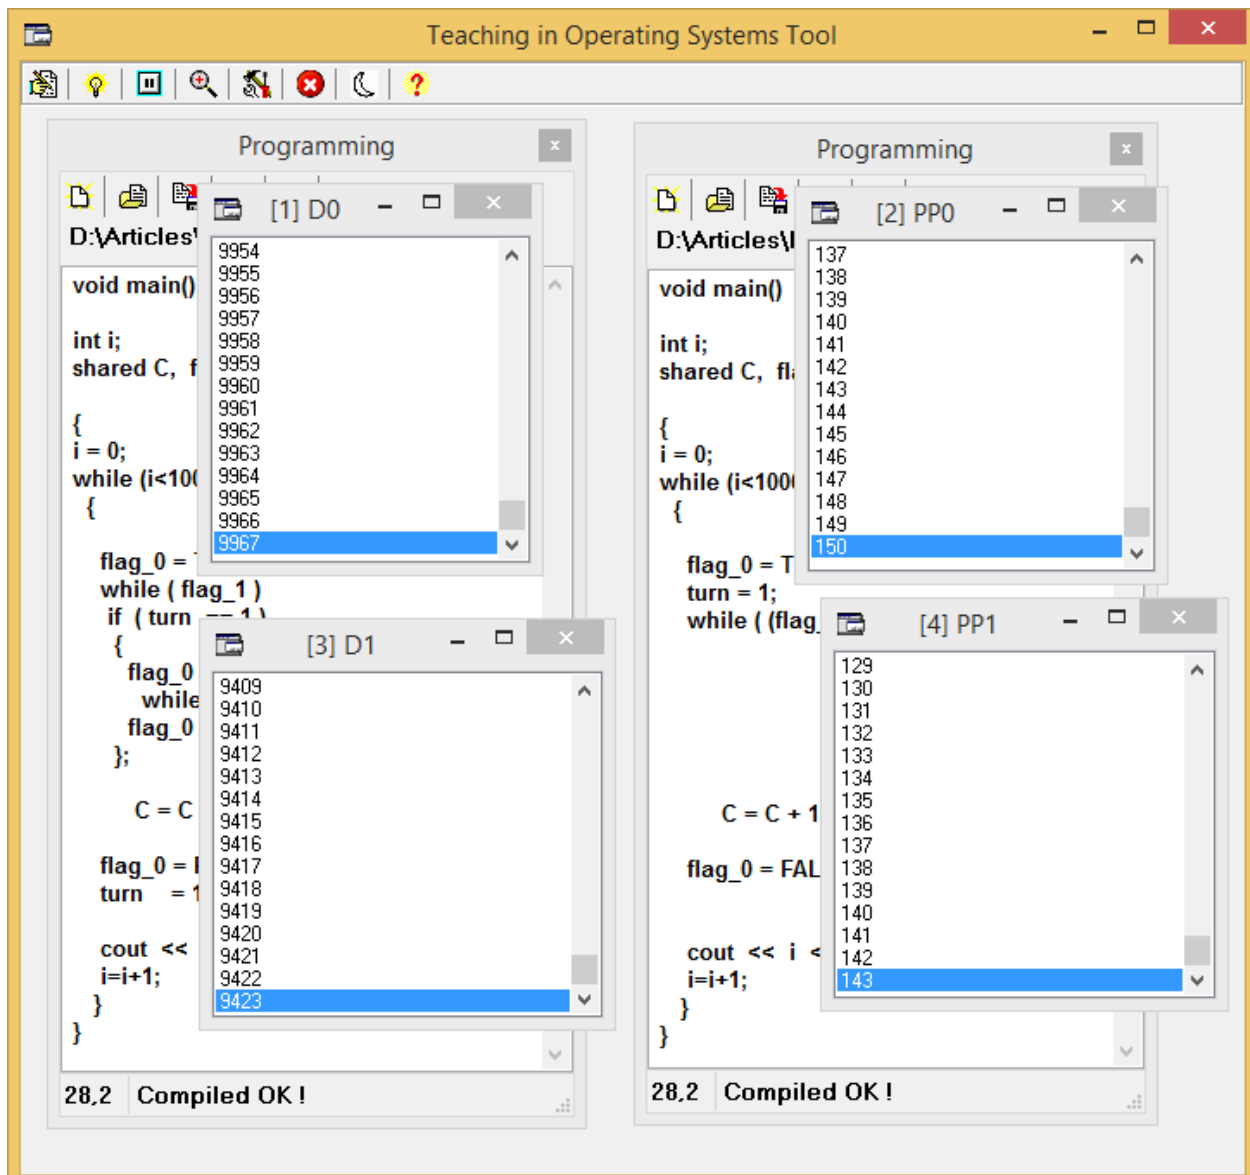 Teaching in Operating Systems Tool
Programming
D:\Articles\
void main()
int i;
shared C, f
{
i = 0;
while (i<100
{
flag_0 =
while ( flag_1 )
if ( turn == 1 )
{
flag_0
while
flag_0
};
C = C
flag_0 =
turn = 1
cout <<
i=i+1;
}
}
28,2 Compiled OK !
[1] D0
9954
9955
9956
9957
9958
9959
9960
9961
9962
9963
9964
9965
9966
9967
[3] D1
9409
9410
9411
9412
9413
9414
9415
9416
9417
9418
9419
9420
9421
9422
9423
Programming
D:\Articles\
void main()
int i;
shared C, fl
{
i = 0;
while (i<100
{
flag_0 = T
turn = 1;
while ( (flag_
C = C + 1
flag_0 = FAL
cout << i <
i=i+1;
}
}
28,2 Compiled OK !
[2] PP0
137
138
139
140
141
142
143
144
145
146
147
148
149
150
[4] PP1
129
130
131
132
133
134
135
136
137
138
139
140
141
142
143